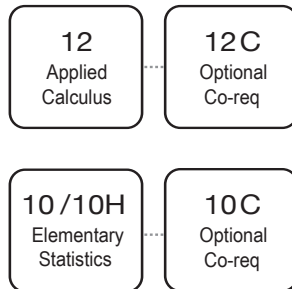 12
Applied
Calculus
12C
Optional
Co-req
10/10H
Elementary
Statistics
10C
Optional
Co-req